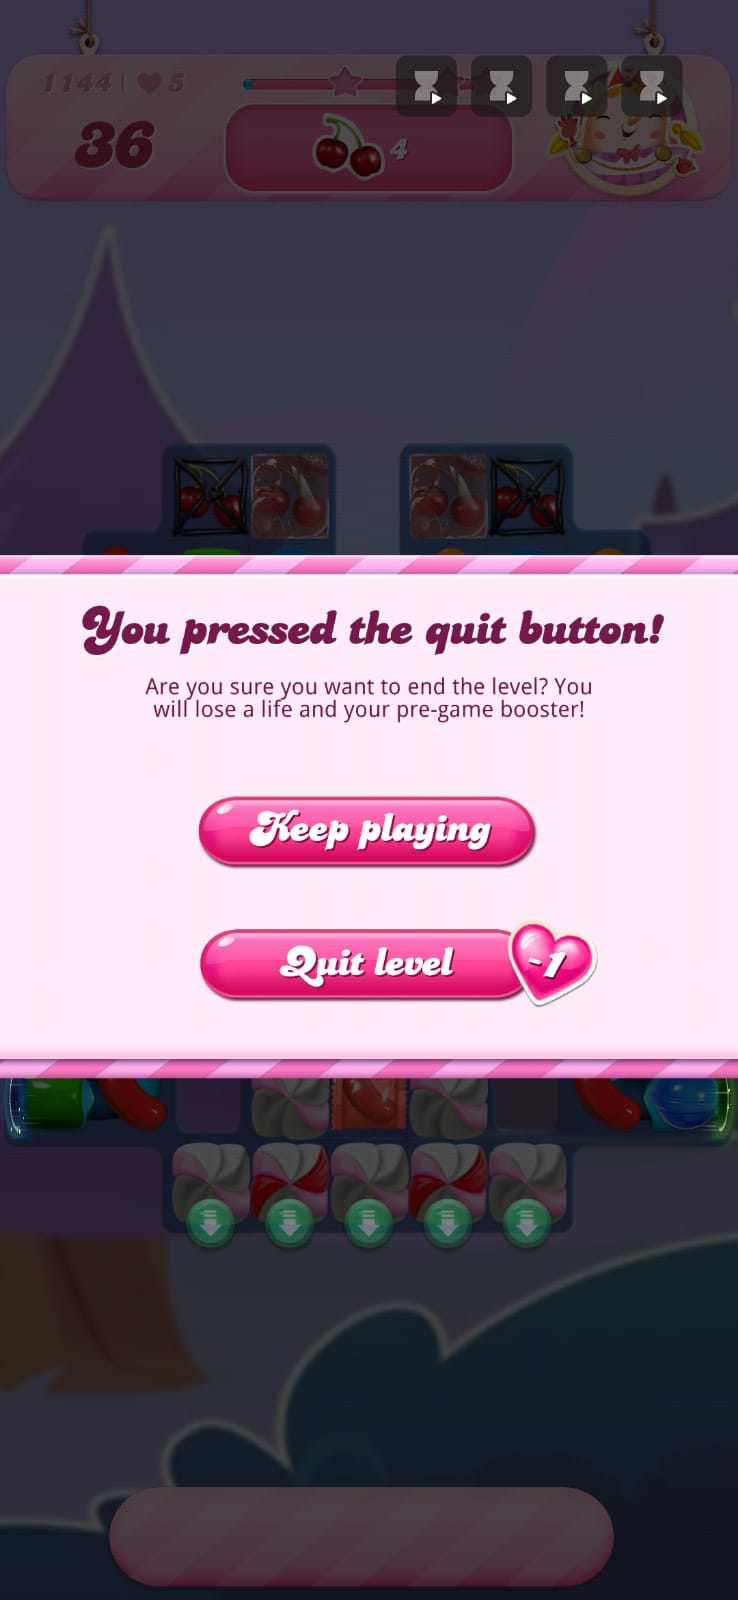 1144 | 5
36
4
You pressed the quit button!
Are you sure you want to end the level? You
will lose a life and your pre-game booster!
Keep playing
Quit level
-1